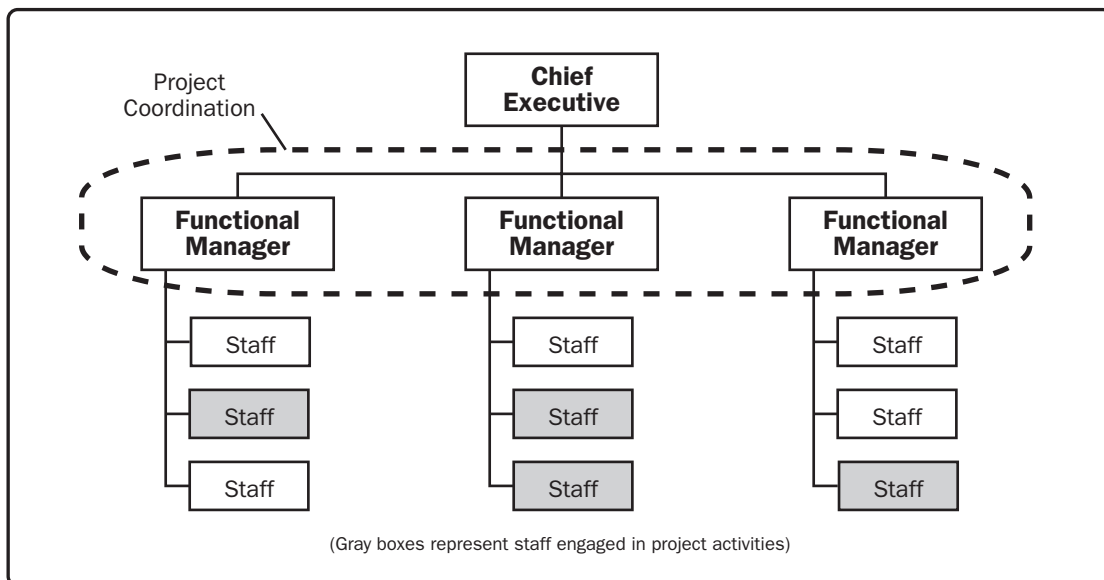 Project
Coordination
Chief
Executive
Functional
Manager
Functional
Manager
Functional
Manager
Staff
Staff
Staff
Staff
Staff
Staff
Staff
Staff
Staff
(Gray boxes represent staff engaged in project activities)